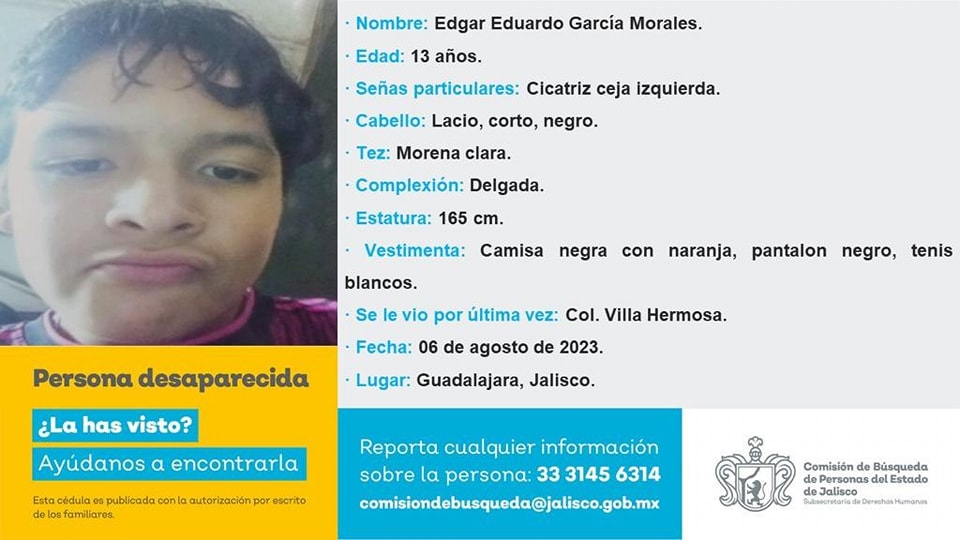 · Nombre: Edgar Eduardo García Morales.
· Edad: 13 años.
· Señas particulares: Cicatriz ceja izquierda.
· Cabello: Lacio, corto, negro.
· Tez: Morena clara.
· Complexión: Delgada.
· Estatura: 165 cm.
· Vestimenta: Camisa negra con naranja, pantalon negro, tenis
blancos.
· Se le vio por última vez: Col. Villa Hermosa.
· Fecha: 06 de agosto de 2023.
· Lugar: Guadalajara, Jalisco.
Persona desaparecida
¿La has visto?
Ayúdanos a encontrarla
Esta cédula es publicada con la autorización por escrito
de los familiares.
Reporta cualquier información
sobre la persona: 33 3145 6314
comisiondebusqueda@jalisco.gob.mx
Comisión de Búsqueda
de Personas del Estado
de Jalisco
Subsecretaría de Derechos Humanos